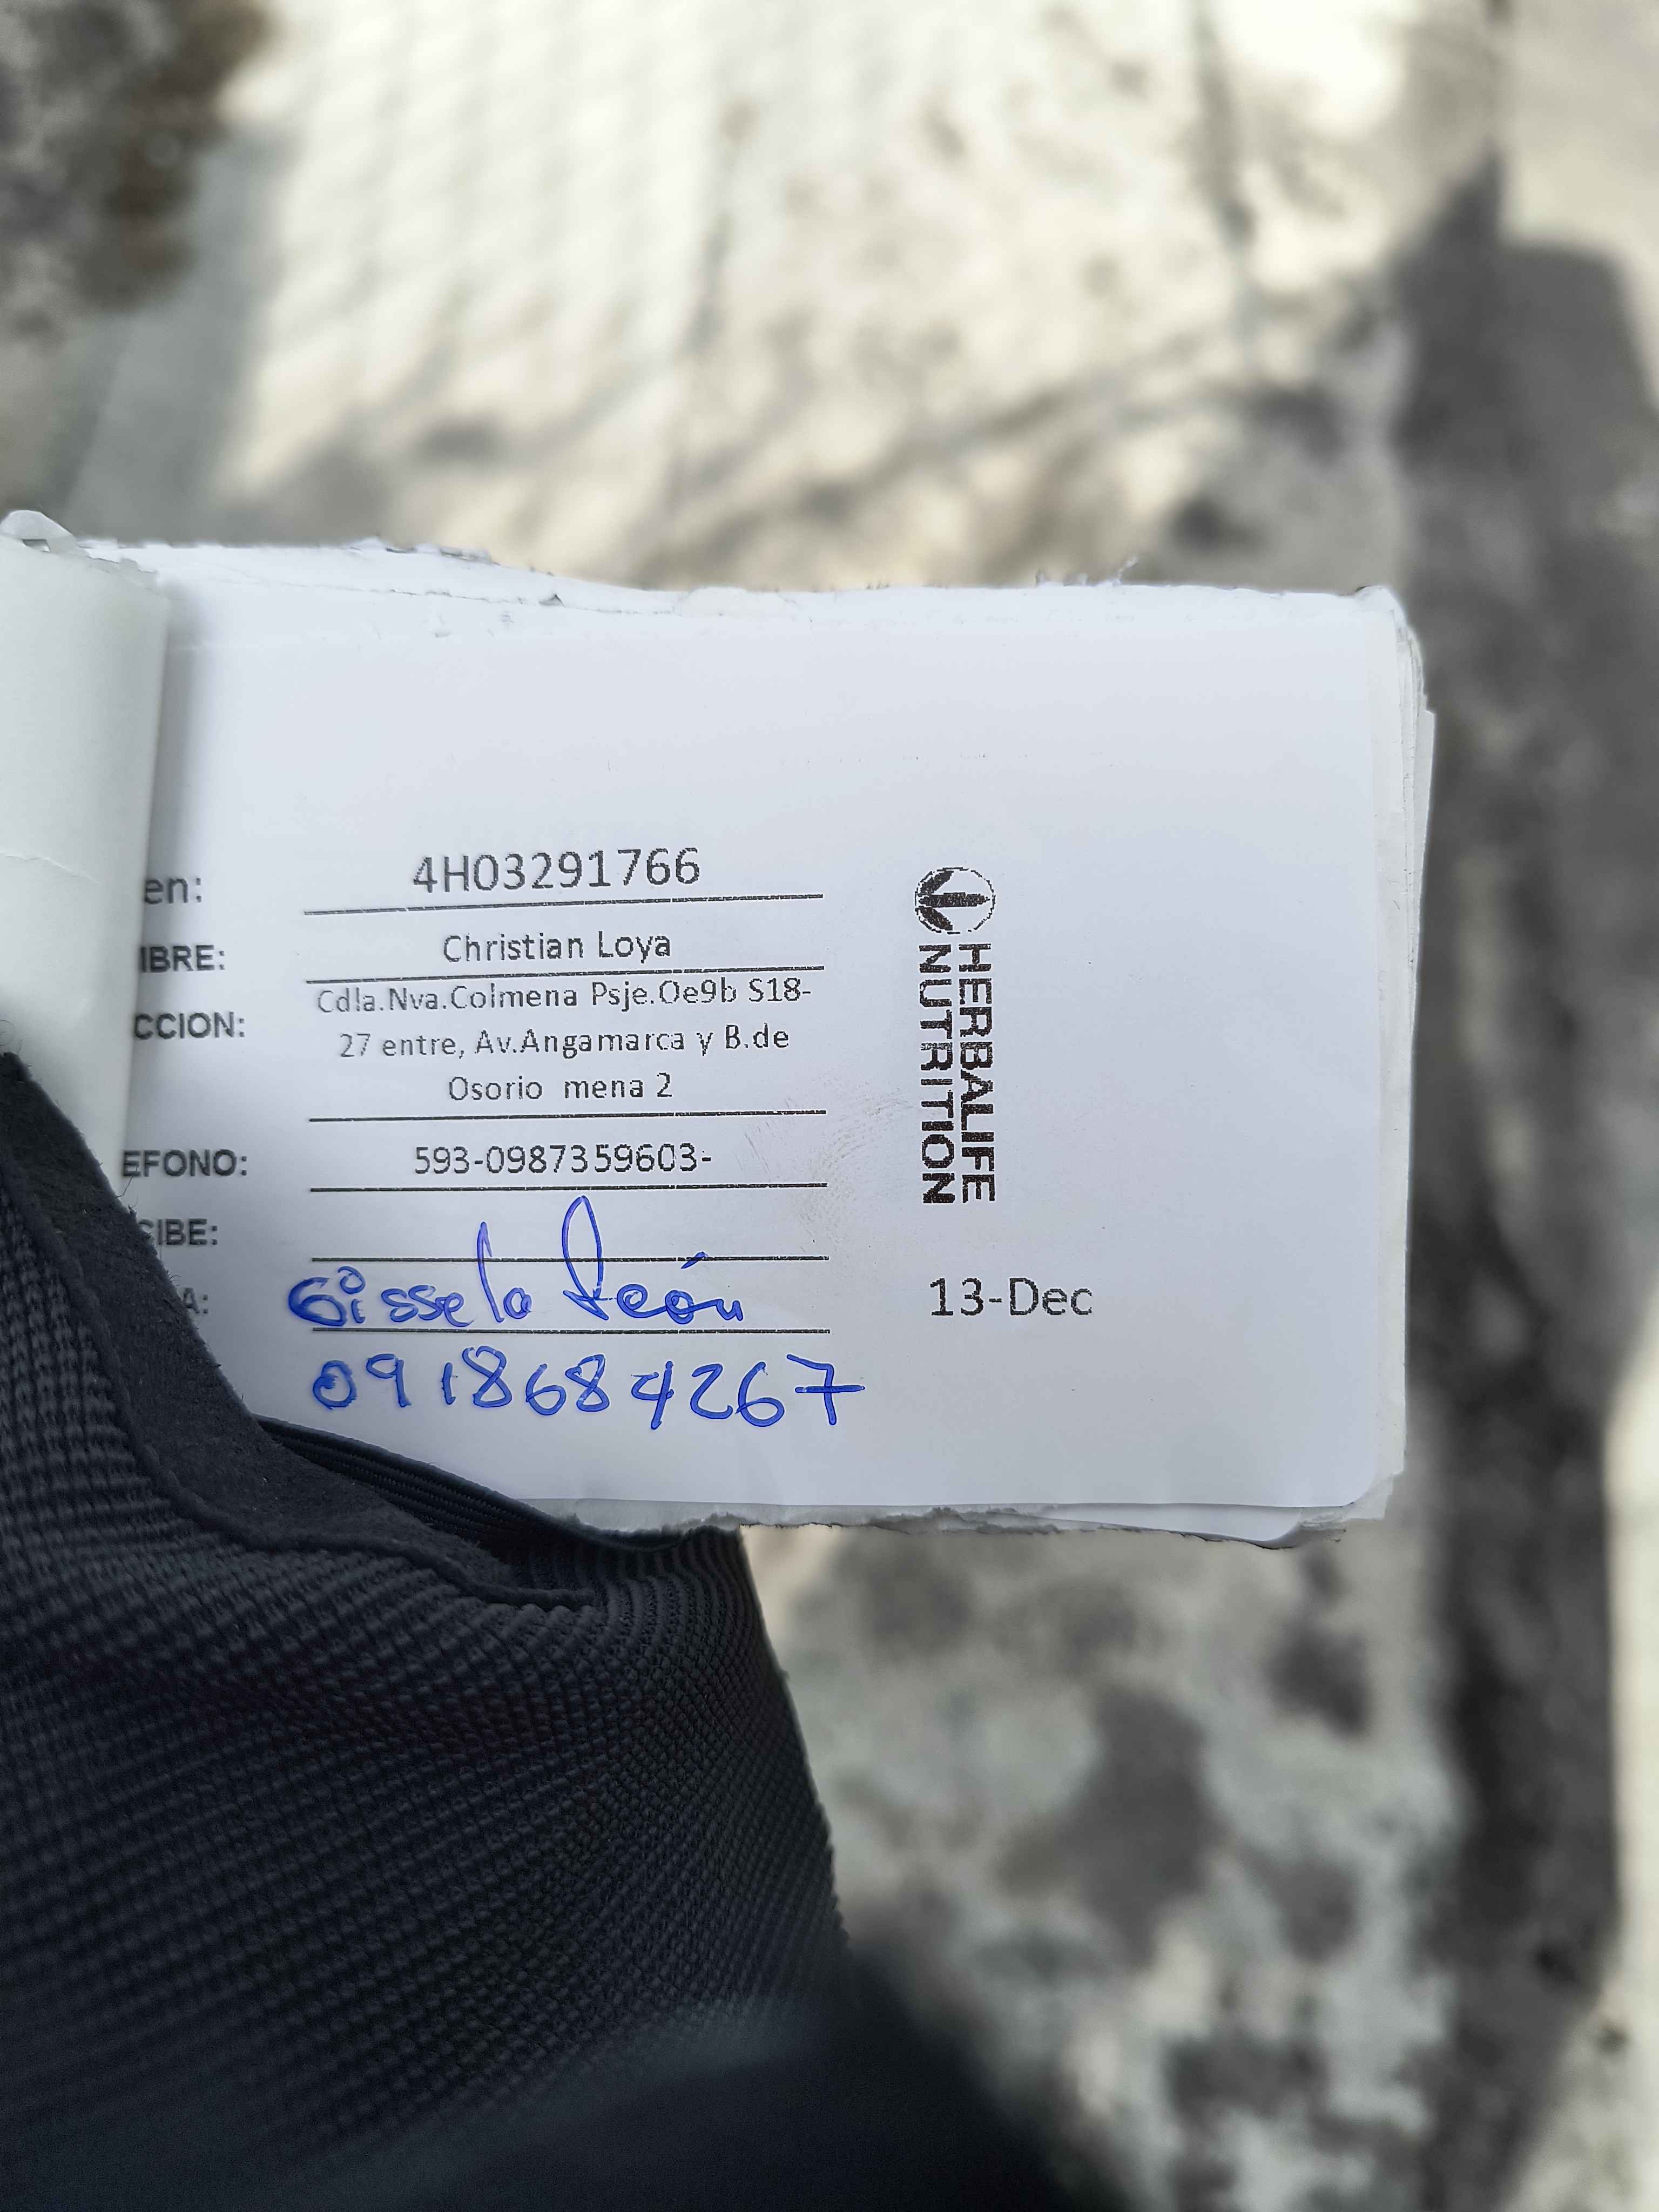 en: 4H03291766
IBRE: Christian Loya
CCION: Cdla.Nva.Colmena Psje.Oe9b S18-
27 entre, Av.Angamarca y B.de
Osorio mena 2
EFONO: 593-0987359603-
CIBE:
A: Gissela León
0918684267
HERBALIFE
NUTRITION
13-Dec